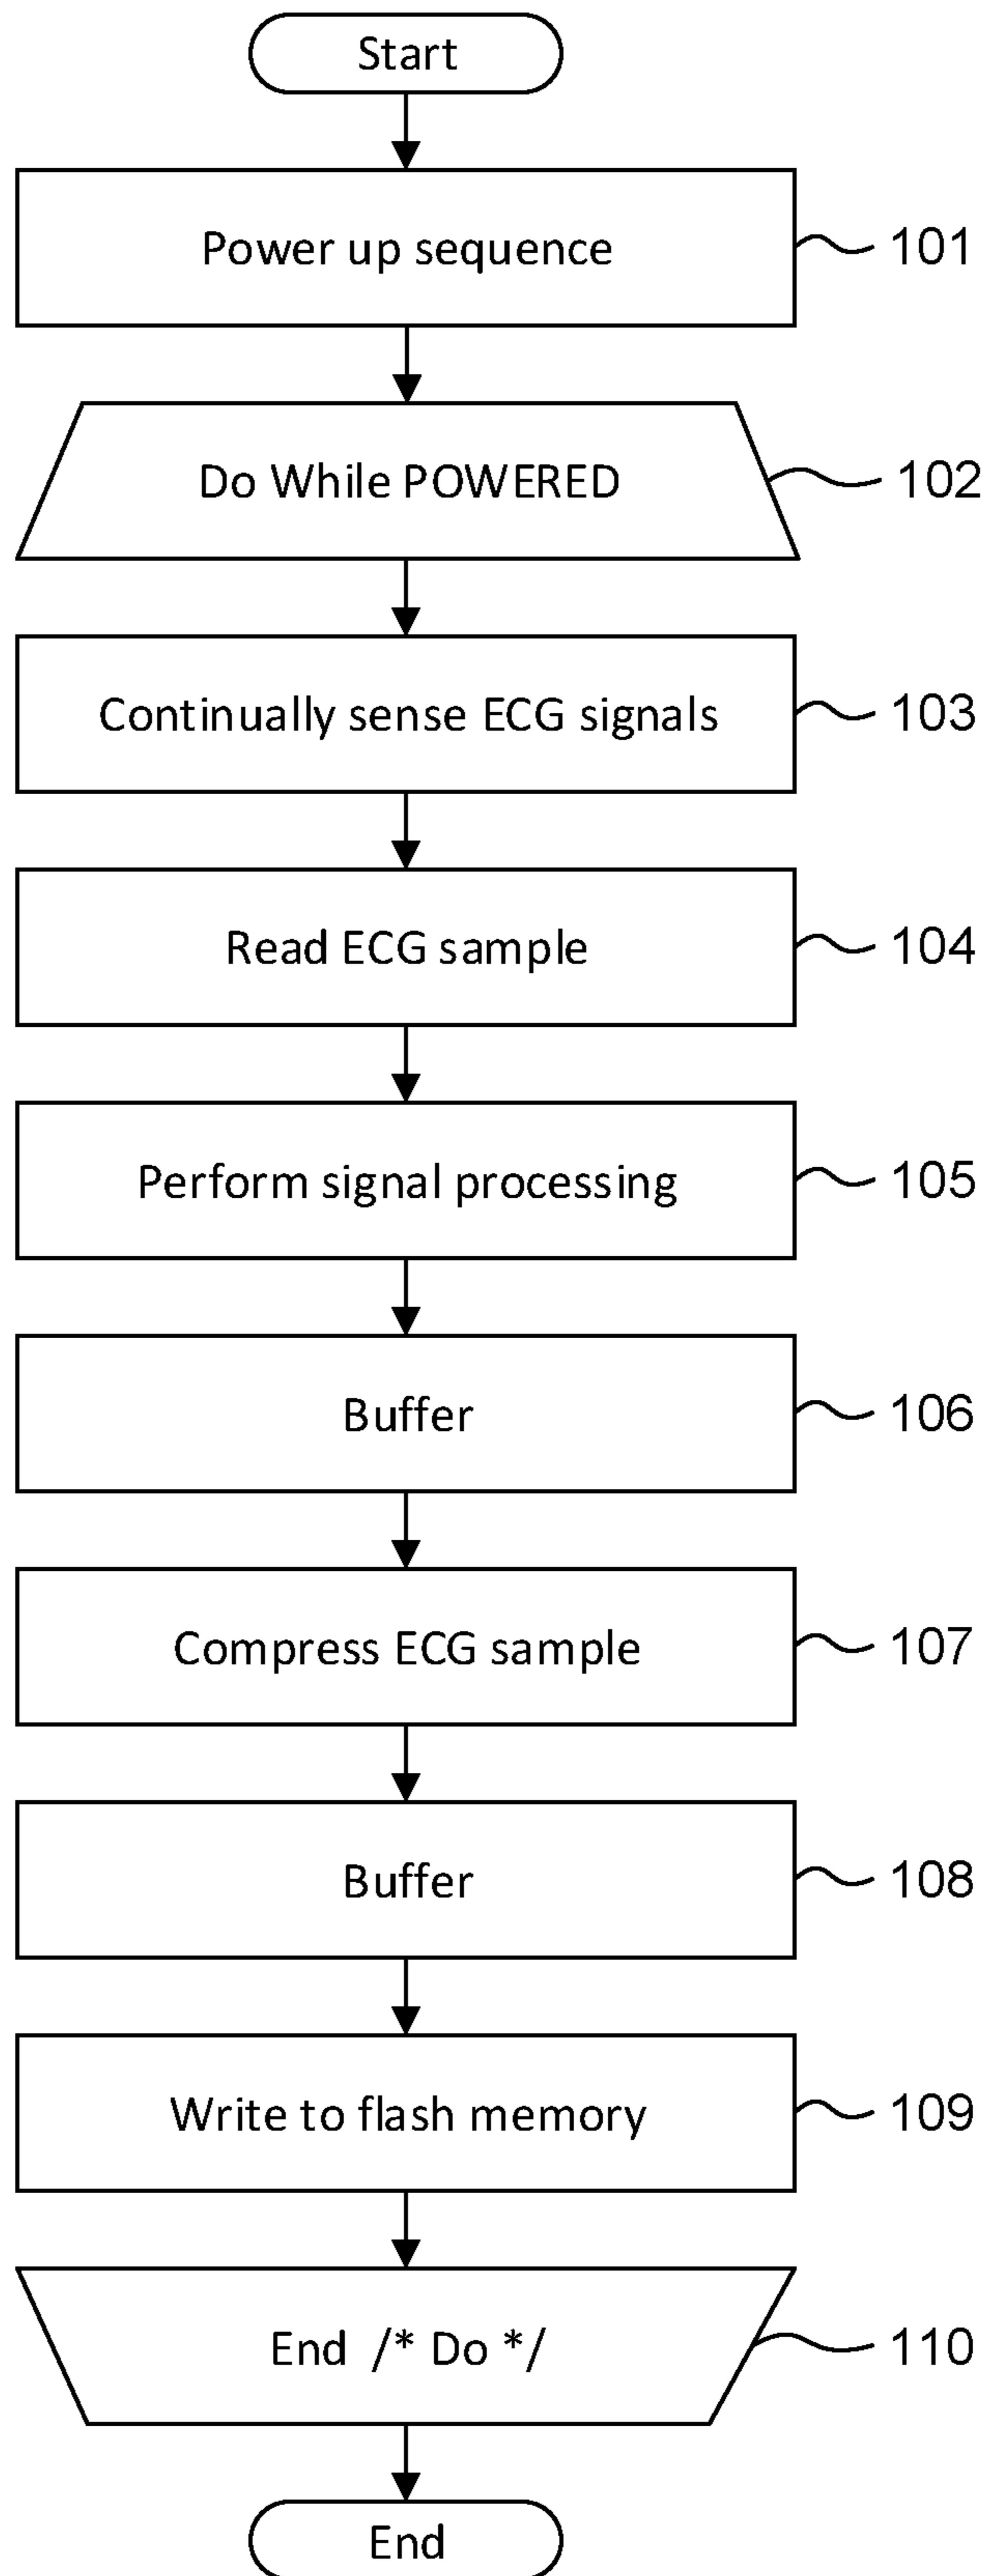 Start
Power up sequence
101
Do While POWERED
102
Continually sense ECG signals
103
Read ECG sample
104
Perform signal processing
105
Buffer
106
Compress ECG sample
107
Buffer
108
Write to flash memory
109
End /* Do */
110
End